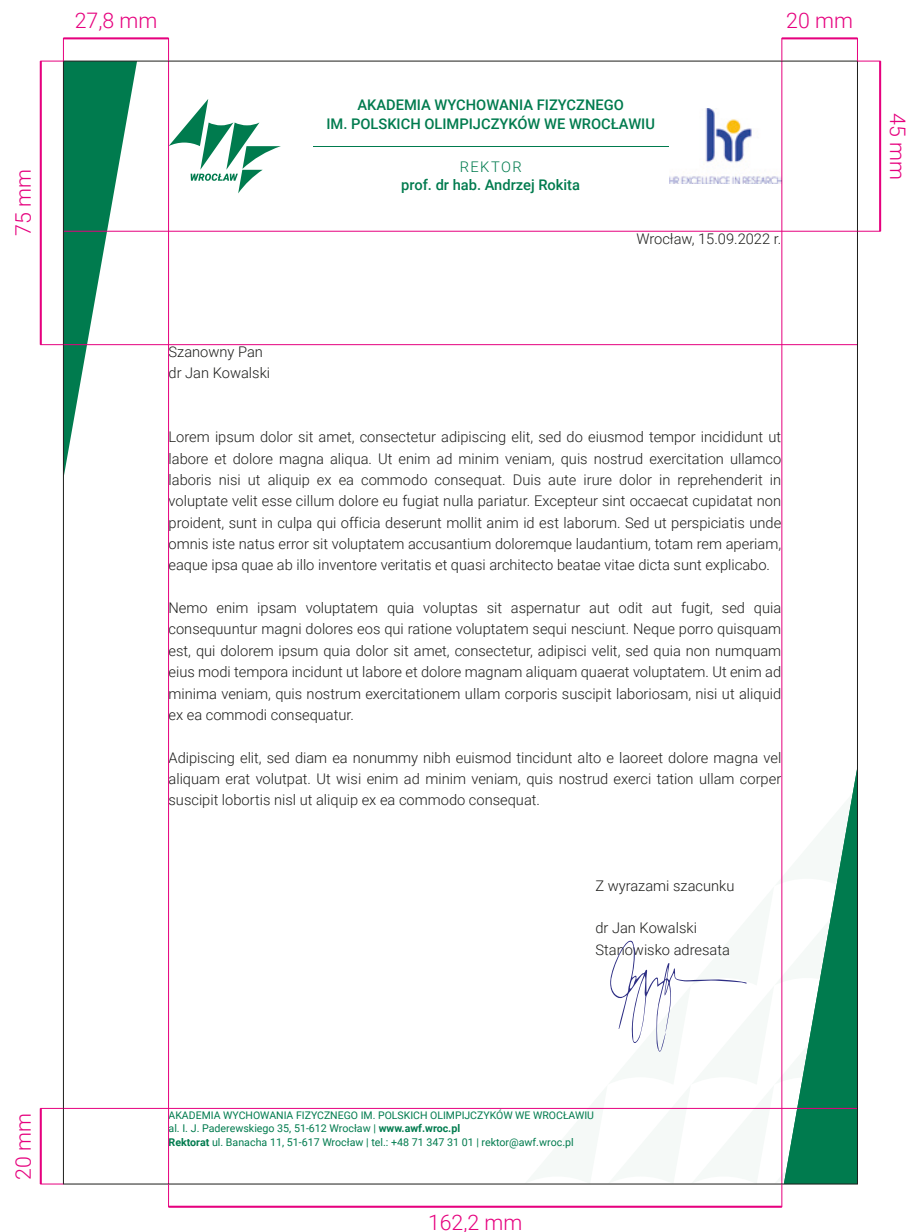 27,8 mm
20 mm
45 mm
75 mm
WROCŁAW
AKADEMIA WYCHOWANIA FIZYCZNEGO
IM. POLSKICH OLIMPIJCZYKÓW WE WROCŁAWIU
REKTOR
prof. dr hab. Andrzej Rokita
hr
HR EXCELLENCE IN RESEARCH
Wrocław, 15.09.2022 r.
Szanowny Pan
dr Jan Kowalski
Lorem ipsum dolor sit amet, consectetur adipiscing elit, sed do eiusmod tempor incididunt ut
labore et dolore magna aliqua. Ut enim ad minim veniam, quis nostrud exercitation ullamco
laboris nisi ut aliquip ex ea commodo consequat. Duis aute irure dolor in reprehenderit in
voluptate velit esse cillum dolore eu fugiat nulla pariatur. Excepteur sint occaecat cupidatat non
proident, sunt in culpa qui officia deserunt mollit anim id est laborum. Sed ut perspiciatis unde
omnis iste natus error sit voluptatem accusantium doloremque laudantium, totam rem aperiam,
eaque ipsa quae ab illo inventore veritatis et quasi architecto beatae vitae dicta sunt explicabo.
Nemo enim ipsam voluptatem quia voluptas sit aspernatur aut odit aut fugit, sed quia
consequuntur magni dolores eos qui ratione voluptatem sequi nesciunt. Neque porro quisquam
est, qui dolorem ipsum quia dolor sit amet, consectetur, adipisci velit, sed quia non numquam
eius modi tempora incidunt ut labore et dolore magnam aliquam quaerat voluptatem. Ut enim ad
minima veniam, quis nostrum exercitationem ullam corporis suscipit laboriosam, nisi ut aliquid
ex ea commodi consequatur.
Adipiscing elit, sed diam ea nonummy nibh euismod tincidunt alto e laoreet dolore magna vel
aliquam erat volutpat. Ut wisi enim ad minim veniam, quis nostrud exerci tation ullam corper
suscipit lobortis nisl ut aliquip ex ea commodo consequat.
Z wyrazami szacunku
dr Jan Kowalski
Stanowisko adresata
AKADEMIA WYCHOWANIA FIZYCZNEGO IM. POLSKICH OLIMPIJCZYKÓW WE WROCŁAWIU
al. I. J. Paderewskiego 35, 51-612 Wrocław | www.awf.wroc.pl
Rektorat ul. Banacha 11, 51-617 Wrocław | tel.: +48 71 347 31 01 | rektor@awf.wroc.pl
20 mm
162,2 mm